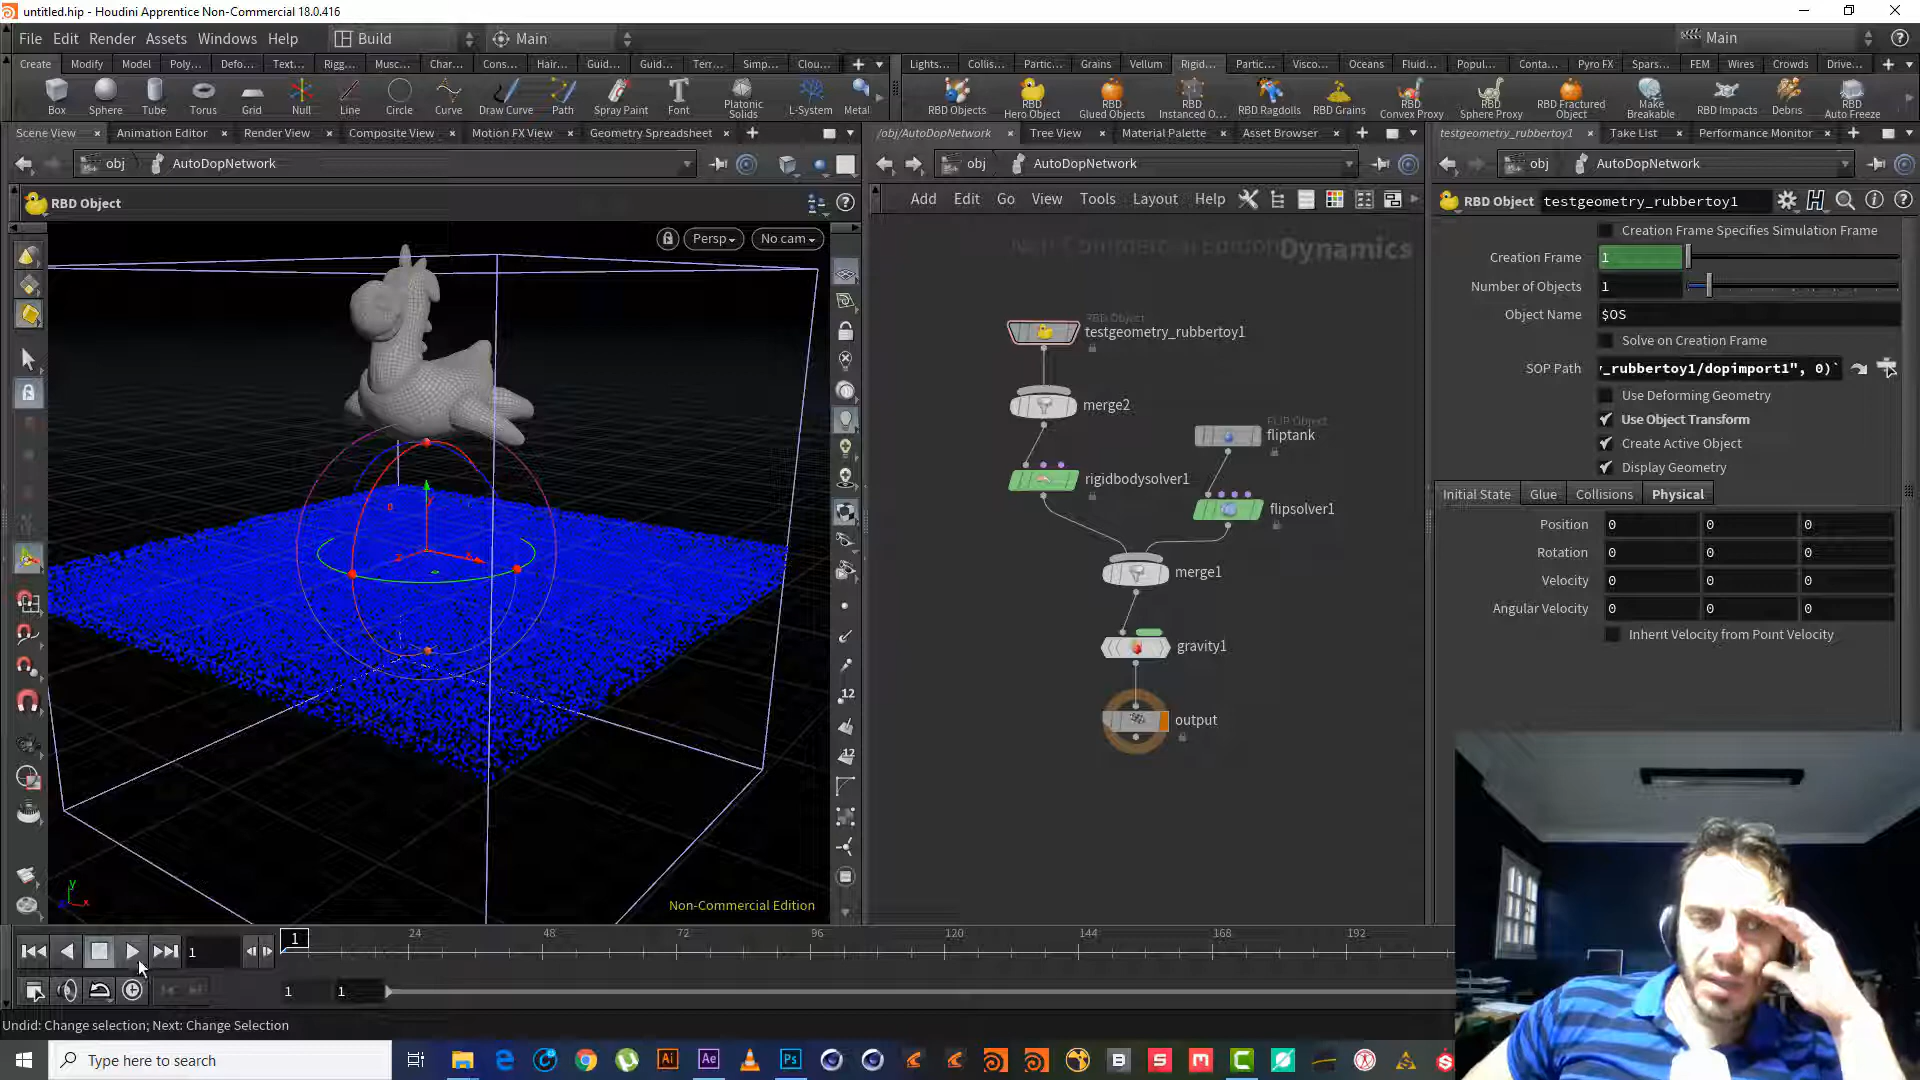 untitled.hip - Houdini Apprentice Non-Commercial 18.0.416
File Edit Render Assets Windows Help Build Main Main
Create Modify Model Poly... Defo... Text... Rigg... Musc... Char... Cons... Hair... Guid... Guid... Terr... Simp... Clou...
Lights... Collis... Partic... Grains Vellum Rigid... Partic... Visco... Oceans Fluid... Popul... Conta... Pyro FX Spars... FEM Wires Crowds Drive...
Box Sphere Tube Torus Grid Null Line Circle Curve Draw Curve Path Spray Paint Font Platonic Solids L-System Metal
RBD Objects RBD Hero Object RBD Glued Objects RBD Instanced O... RBD Ragdolls RBD Grains RBD Convex Proxy RBD Sphere Proxy RBD Fractured Object Make Breakable RBD Impacts Debris RBD Auto Freeze
Scene View Animation Editor Render View Composite View Motion FX View Geometry Spreadsheet
/obj/AutoDopNetwork Tree View Material Palette Asset Browser
testgeometry_rubbertoy1 Take List Performance Monitor
obj AutoDopNetwork
obj AutoDopNetwork
obj AutoDopNetwork
RBD Object
Persp No cam
Non-Commercial Edition
Add Edit Go View Tools Layout Help
Non-Commercial Edition Dynamics
RBD Object
testgeometry_rubbertoy1
merge2
FLIP Object
fliptank
rigidbodysolver1
flipsolver1
merge1
gravity1
output
RBD Object testgeometry_rubbertoy1
Creation Frame Specifies Simulation Frame
Creation Frame 1
Number of Objects 1
Object Name $OS
Solve on Creation Frame
SOP Path _rubbertoy1/dopimport1", 0)`
Use Deforming Geometry
Use Object Transform
Create Active Object
Display Geometry
Initial State Glue Collisions Physical
Position 0 0 0
Rotation 0 0 0
Velocity 0 0 0
Angular Velocity 0 0 0
Inherit Velocity from Point Velocity
12
12
y
x
1 1 24 48 72 96 120 144 168 192
1 1
Undid: Change selection; Next: Change Selection
Type here to search
Ai Ae Ps B S M